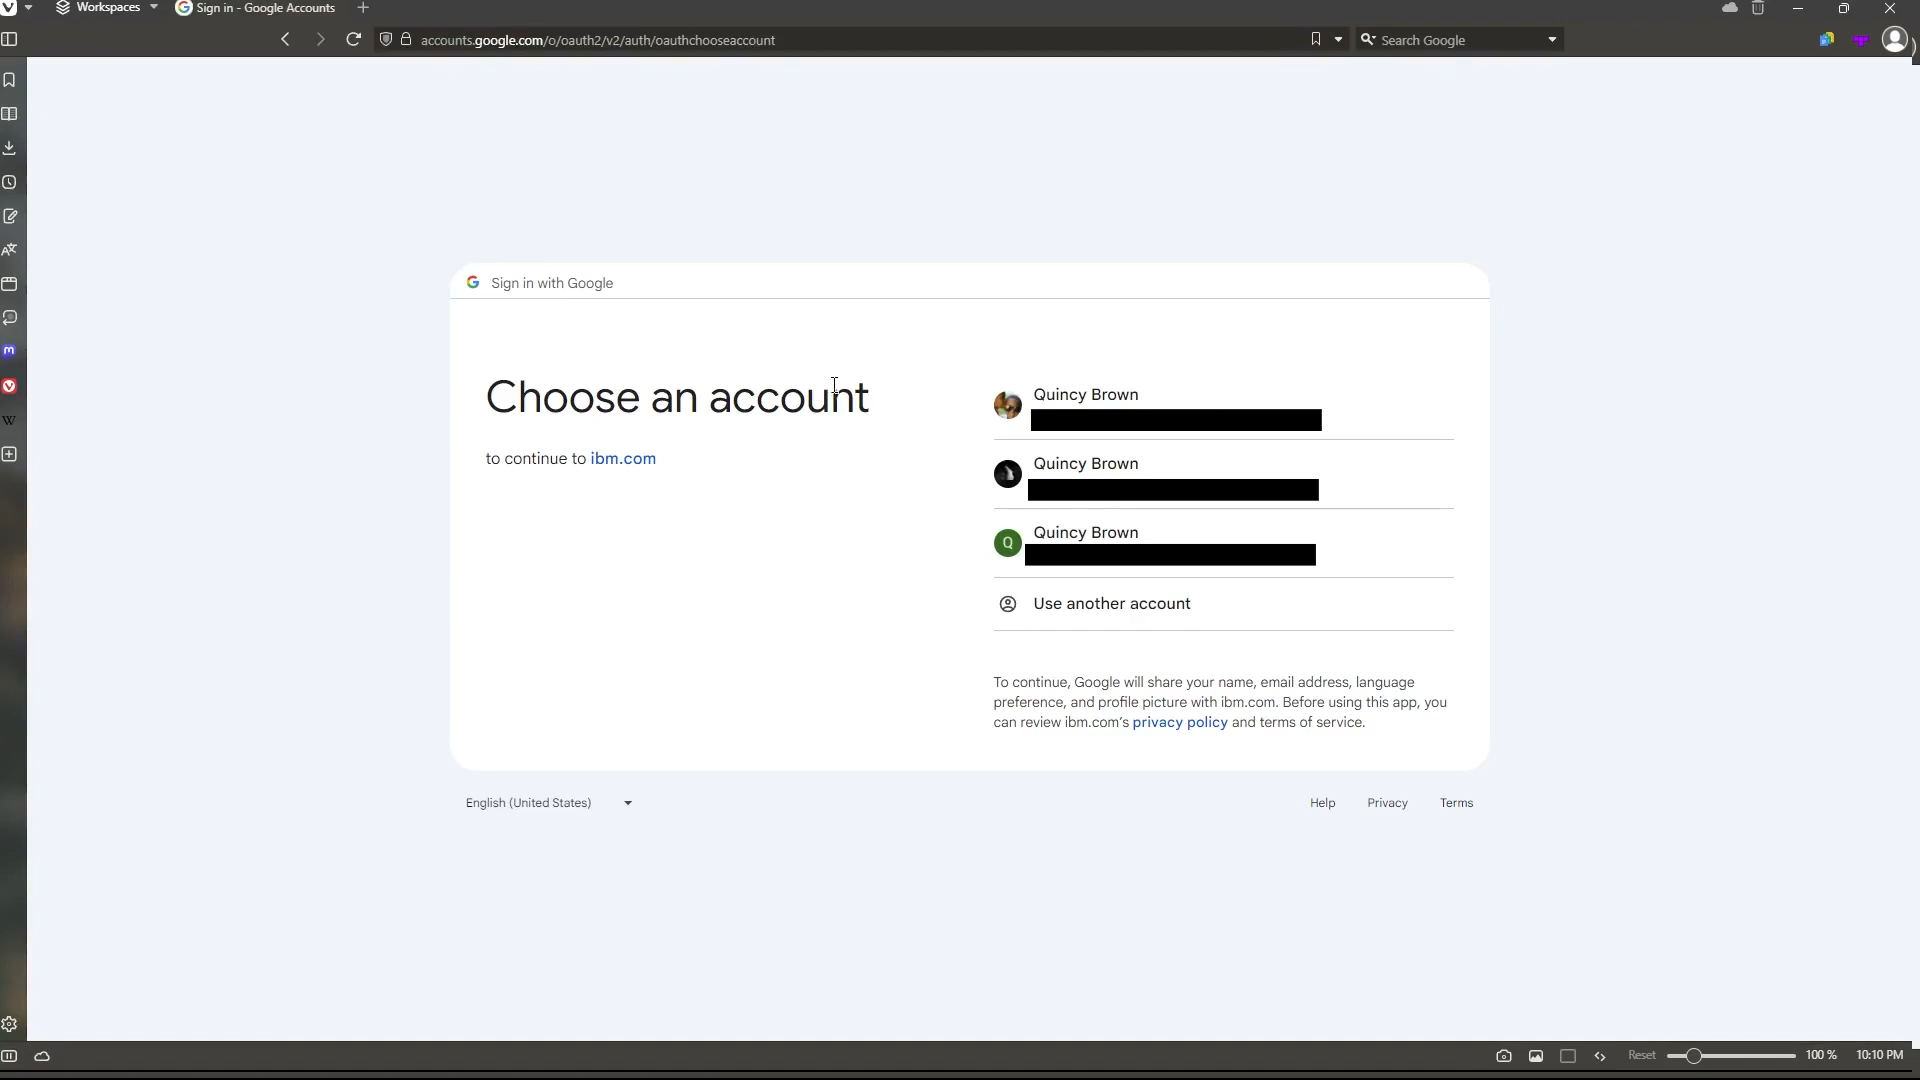 Workspaces
Sign in - Google Accounts
accounts.google.com/o/oauth2/v2/auth/oauthchooseaccount
Search Google
Sign in with Google
Choose an account
to continue to ibm.com
Quincy Brown
Quincy Brown
Q
Quincy Brown
Use another account
To continue, Google will share your name, email address, language
preference, and profile picture with ibm.com. Before using this app, you
can review ibm.com's privacy policy and terms of service.
English (United States)
Help
Privacy
Terms
Reset
100 %
10:10 PM